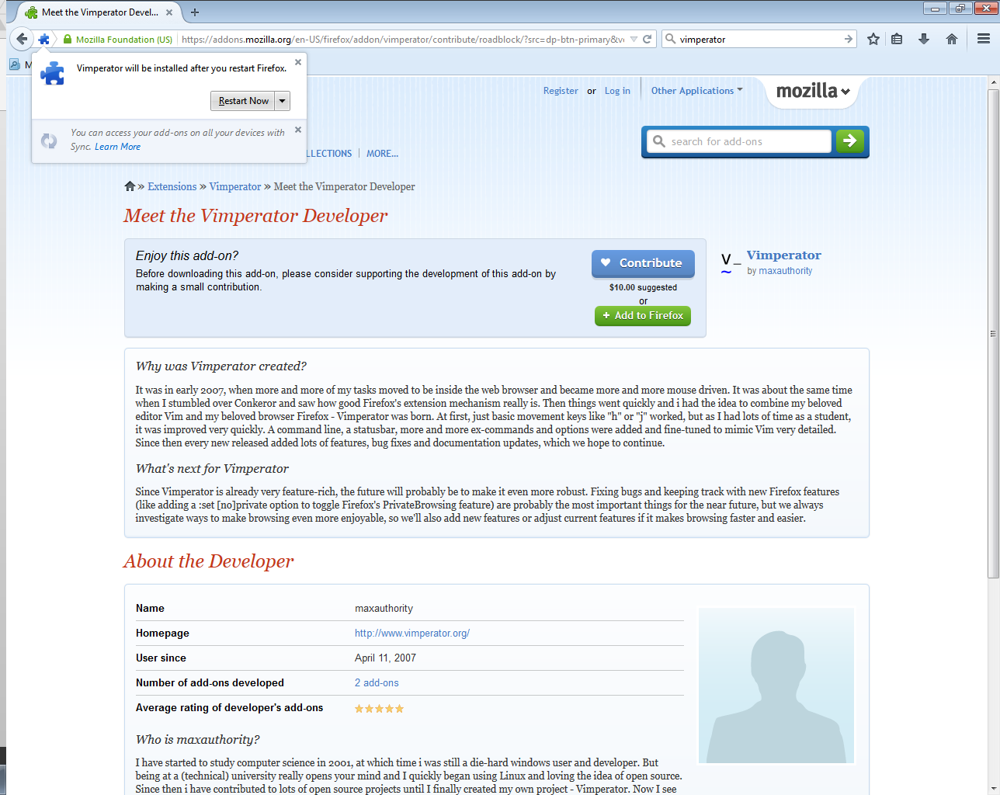 Meet the Vimperator Devel...
Mozilla Foundation (US)
https://addons.mozilla.org/en-US/firefox/addon/vimperator/contribute/roadblock/?src=dp-btn-primary&v
vimperator
M
Vimperator will be installed after you restart Firefox.
Restart Now
You can access your add-ons on all your devices with
Sync. Learn More
Register or Log in
Other Applications
mozilla
search for add-ons
LLECTIONS | MORE...
» Extensions » Vimperator » Meet the Vimperator Developer
Meet the Vimperator Developer
Enjoy this add-on?
Before downloading this add-on, please consider supporting the development of this add-on by
making a small contribution.
Contribute
$10.00 suggested
or
+ Add to Firefox
V_
~
Vimperator
by maxauthority
Why was Vimperator created?
It was in early 2007, when more and more of my tasks moved to be inside the web browser and became more and more mouse driven. It was about the same time
when I stumbled over Conkeror and saw how good Firefox's extension mechanism really is. Then things went quickly and i had the idea to combine my beloved
editor Vim and my beloved browser Firefox - Vimperator was born. At first, just basic movement keys like "h" or "j" worked, but as I had lots of time as a student,
it was improved very quickly. A command line, a statusbar, more and more ex-commands and options were added and fine-tuned to mimic Vim very detailed.
Since then every new released added lots of features, bug fixes and documentation updates, which we hope to continue.
What's next for Vimperator
Since Vimperator is already very feature-rich, the future will probably be to make it even more robust. Fixing bugs and keeping track with new Firefox features
(like adding a :set [no]private option to toggle Firefox's PrivateBrowsing feature) are probably the most important things for the near future, but we always
investigate ways to make browsing even more enjoyable, so we'll also add new features or adjust current features if it makes browsing faster and easier.
About the Developer
Name maxauthority
Homepage http://www.vimperator.org/
User since April 11, 2007
Number of add-ons developed 2 add-ons
Average rating of developer's add-ons
Who is maxauthority?
I have started to study computer science in 2001, at which time i was still a die-hard windows user and developer. But
being at a (technical) university really opens your mind and I quickly began using Linux and loving the idea of open source.
Since then i have contributed to lots of open source projects until I finally created my own project - Vimperator. Now I see